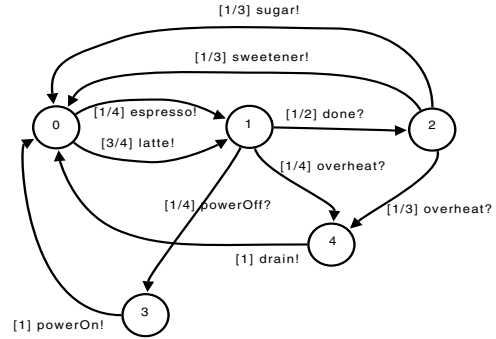 [1/3] sugar!
[1/3] sweetener!
[1/4] espresso!
[1/2] done?
0
1
2
[3/4] latte!
[1/4] overheat?
[1/4] powerOff?
[1/3] overheat?
4
[1] drain!
3
[1] powerOn!